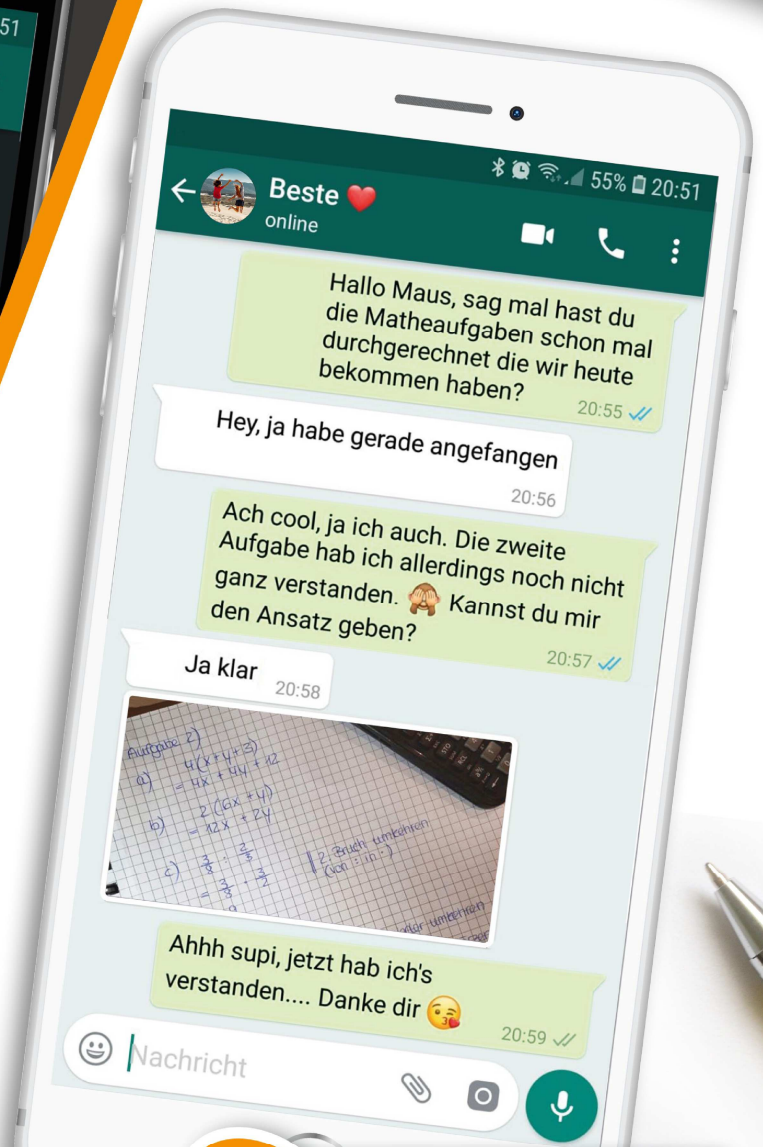 51
55% 20:51
Beste
online
Hallo Maus, sag mal hast du
die Matheaufgaben schon mal
durchgerechnet die wir heute
bekommen haben?
20:55
Hey, ja habe gerade angefangen
20:56
Ach cool, ja ich auch. Die zweite
Aufgabe hab ich allerdings noch nicht
ganz verstanden. 🙈 Kannst du mir
den Ansatz geben?
20:57
Ja klar
20:58
Aufgabe 2)
a) 4(x+y+3)
= 4x + 4y + 12
b) 2(6x + y)
= 12x + 2y
c)
2. Bruch umkehren
umkehren
Ahhh supi, jetzt hab ich's
verstanden.... Danke dir 😘
20:59
Nachricht